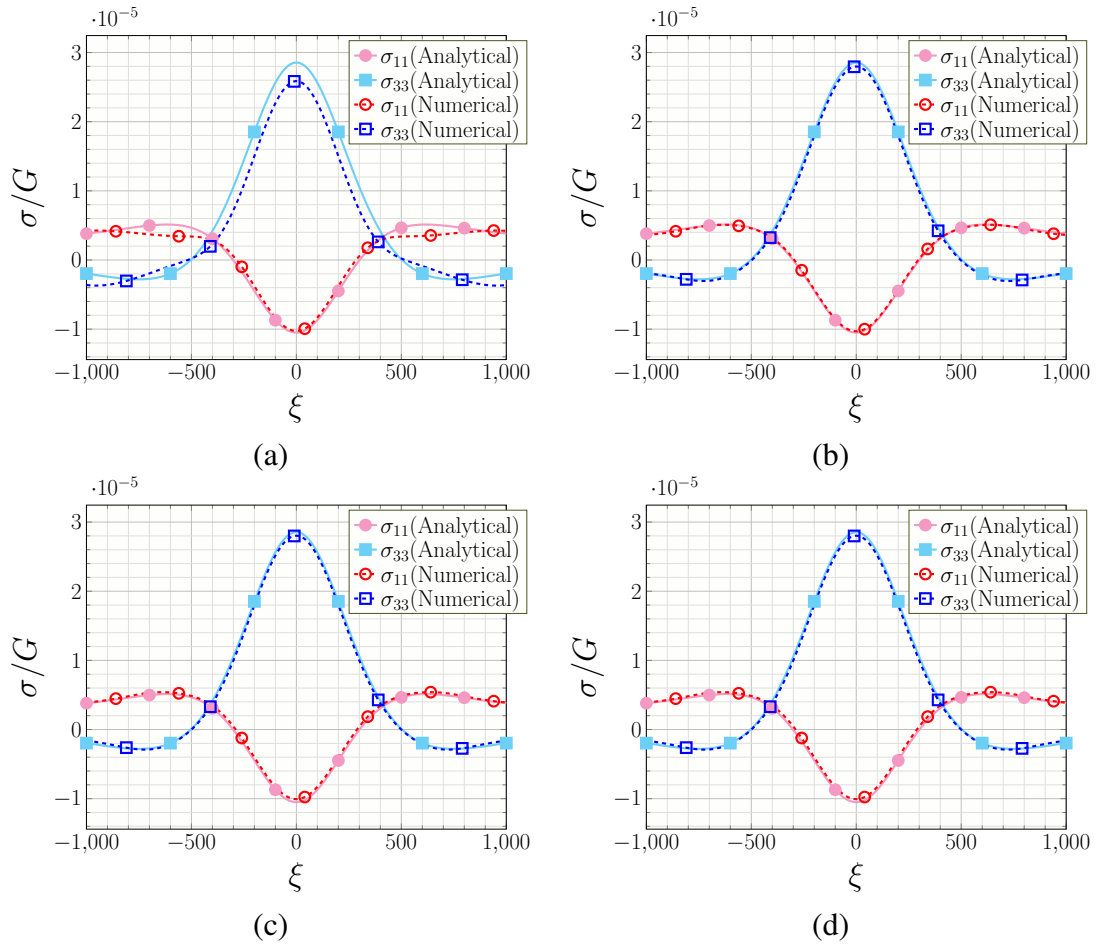 ·10⁻⁵
σ/G
3
2
1
0
−1
−1,000
−500
0
500
1,000
ξ
σ₁₁(Analytical)
σ₃₃(Analytical)
σ₁₁(Numerical)
σ₃₃(Numerical)
(a)
·10⁻⁵
σ/G
3
2
1
0
−1
−1,000
−500
0
500
1,000
ξ
σ₁₁(Analytical)
σ₃₃(Analytical)
σ₁₁(Numerical)
σ₃₃(Numerical)
(b)
·10⁻⁵
σ/G
3
2
1
0
−1
−1,000
−500
0
500
1,000
ξ
σ₁₁(Analytical)
σ₃₃(Analytical)
σ₁₁(Numerical)
σ₃₃(Numerical)
(c)
·10⁻⁵
σ/G
3
2
1
0
−1
−1,000
−500
0
500
1,000
ξ
σ₁₁(Analytical)
σ₃₃(Analytical)
σ₁₁(Numerical)
σ₃₃(Numerical)
(d)